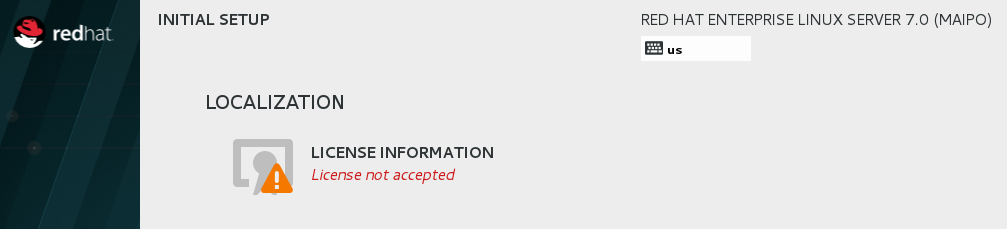 redhat.
INITIAL SETUP
RED HAT ENTERPRISE LINUX SERVER 7.0 (MAIPO)
us
LOCALIZATION
LICENSE INFORMATION
License not accepted